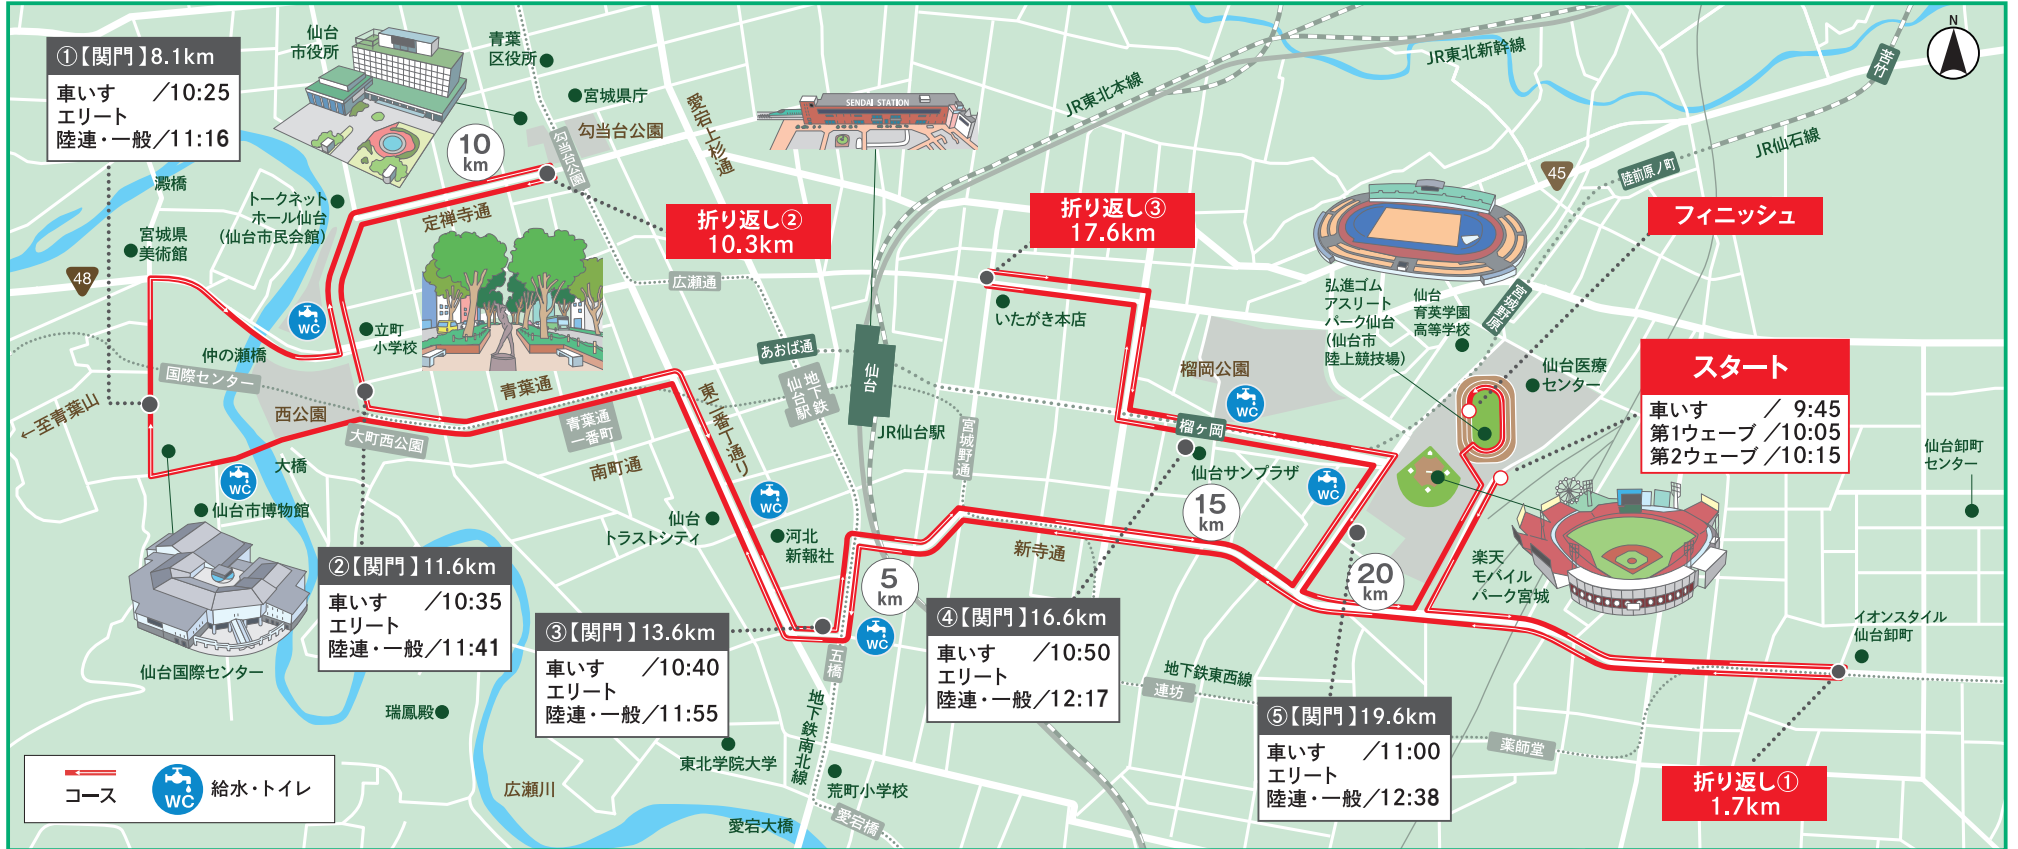 ①【関門】8.1km
車いす ／10:25
エリート
陸連・一般／11:16
仙台
市役所
青葉
区役所
宮城県庁
勾当台公園
勾当台公園
愛宕上杉通
SENDAI STATION
JR東北本線
JR東北新幹線
苦竹
N
JR仙石線
陸前原ノ町
45
10
km
澱橋
トークネット
ホール仙台
（仙台市民会館）
定禅寺通
宮城県
美術館
48
折り返し②
10.3km
折り返し③
17.6km
フィニッシュ
広瀬通
いたがき本店
弘進ゴム
アスリート
パーク仙台
（仙台市
陸上競技場）
仙台
育英学園
高等学校
宮城野原
WC
立町
小学校
仲の瀬橋
国際センター
←至青葉山
西公園
大町西公園
青葉通
青葉通
一番町
南町通
東二番丁通り
あおば通
地下鉄
仙台駅
仙台
JR仙台駅
宮城野通
榴岡公園
WC
榴ヶ岡
仙台サンプラザ
WC
仙台医療
センター
スタート
車いす ／ 9:45
第1ウェーブ ／10:05
第2ウェーブ ／10:15
仙台卸町
センター
大橋
WC
仙台市博物館
仙台
トラストシティ
WC
河北
新報社
新寺通
15
km
5
km
20
km
楽天
モバイル
パーク宮城
②【関門】11.6km
車いす ／10:35
エリート
陸連・一般／11:41
③【関門】13.6km
車いす ／10:40
エリート
陸連・一般／11:55
WC
五橋
④【関門】16.6km
車いす ／10:50
エリート
陸連・一般／12:17
地下鉄東西線
連坊
イオンスタイル
仙台卸町
仙台国際センター
瑞鳳殿
地下鉄南北線
東北学院大学
荒町小学校
愛宕橋
愛宕大橋
広瀬川
⑤【関門】19.6km
車いす ／11:00
エリート
陸連・一般／12:38
薬師堂
折り返し①
1.7km
コース
WC
給水・トイレ